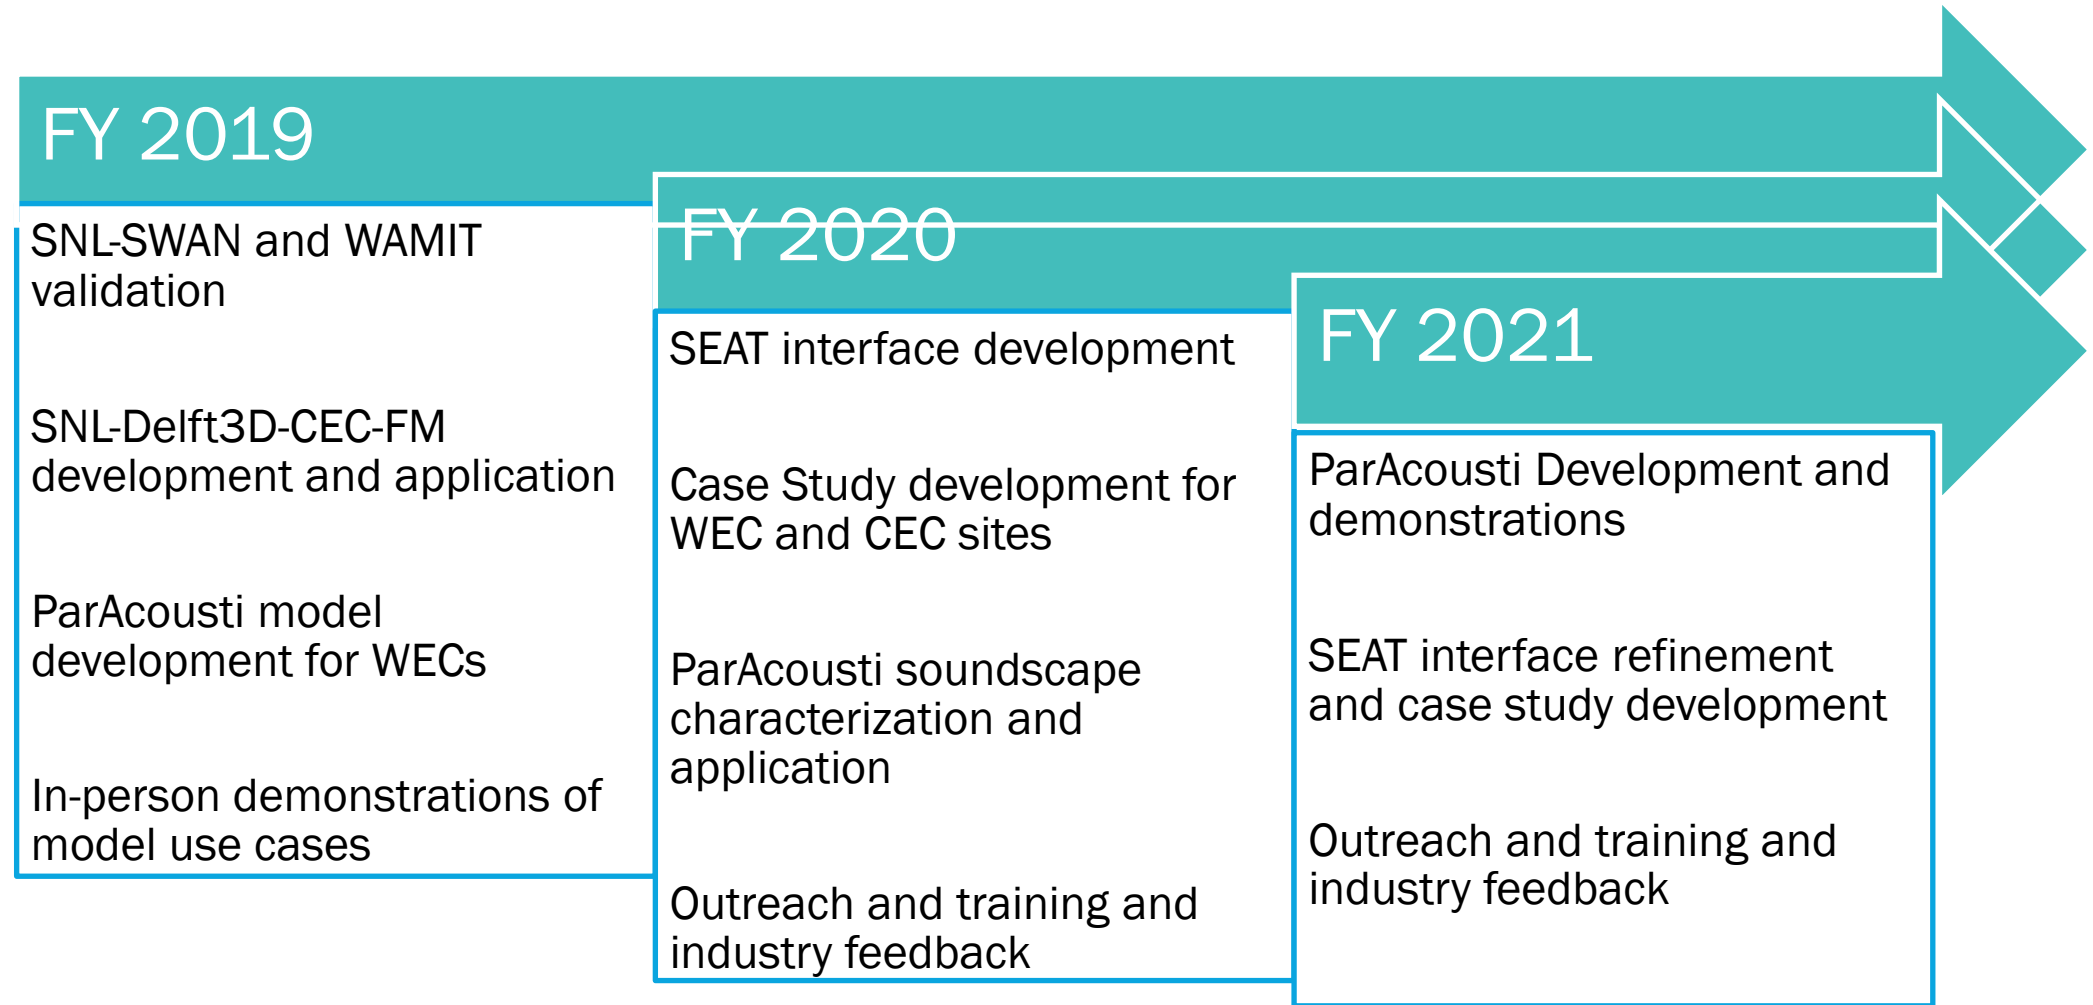 FY 2019
SNL-SWAN and WAMIT
validation
SNL-Delft3D-CEC-FM
development and application
ParAcousti model
development for WECs
In-person demonstrations of
model use cases
FY 2020
SEAT interface development
Case Study development for
WEC and CEC sites
ParAcousti soundscape
characterization and
application
Outreach and training and
industry feedback
FY 2021
ParAcousti Development and
demonstrations
SEAT interface refinement
and case study development
Outreach and training and
industry feedback